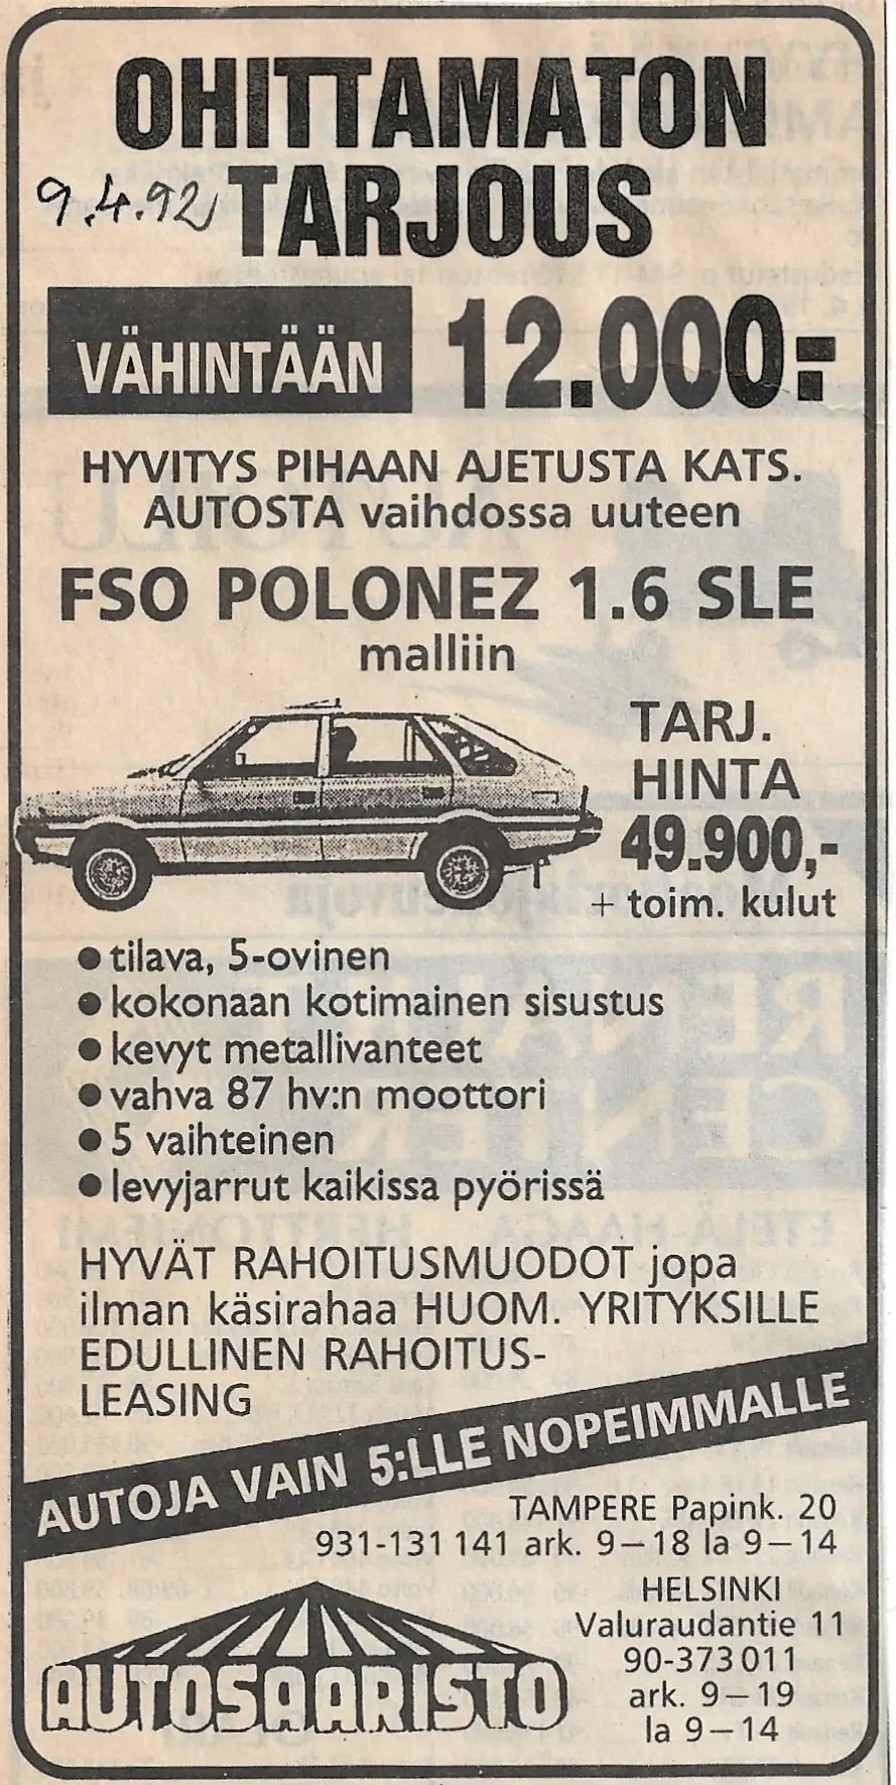 OHITTAMATON
9.4.92 TARJOUS
VÄHINTÄÄN 12.000:-
HYVITYS PIHAAN AJETUSTA KATS.
AUTOSTA vaihdossa uuteen
FSO POLONEZ 1.6 SLE
malliin
TARJ.
HINTA
49.900,-
+ toim. kulut
● tilava, 5-ovinen
● kokonaan kotimainen sisustus
● kevyt metallivanteet
● vahva 87 hv:n moottori
● 5 vaihteinen
● levyjarrut kaikissa pyörissä
HYVÄT RAHOITUSMUODOT jopa
ilman käsirahaa HUOM. YRITYKSILLE
EDULLINEN RAHOITUS-
LEASING
AUTOJA VAIN 5:LLE NOPEIMMALLE
TAMPERE Papink. 20
931-131 141 ark. 9–18 la 9–14
HELSINKI
Valuraudantie 11
90-373 011
ark. 9–19
la 9–14
AUTOSAARISTO